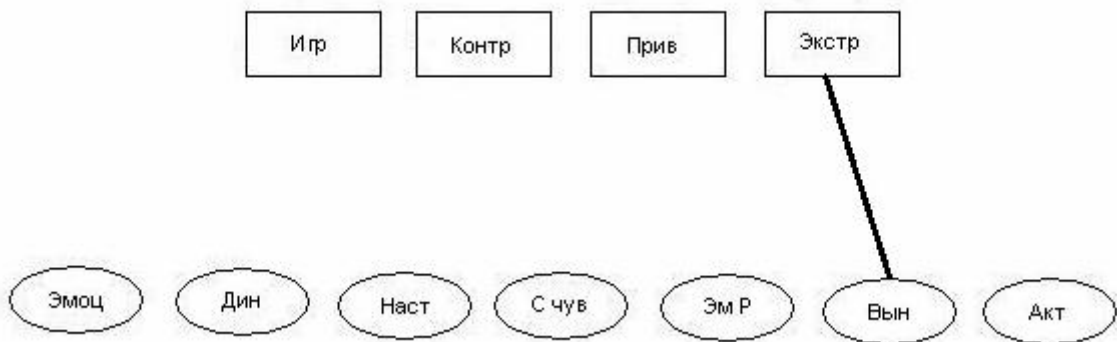 Игр Контр Прив Экстр
Эмоц Дин Наст С чув Эм Р Вын Акт